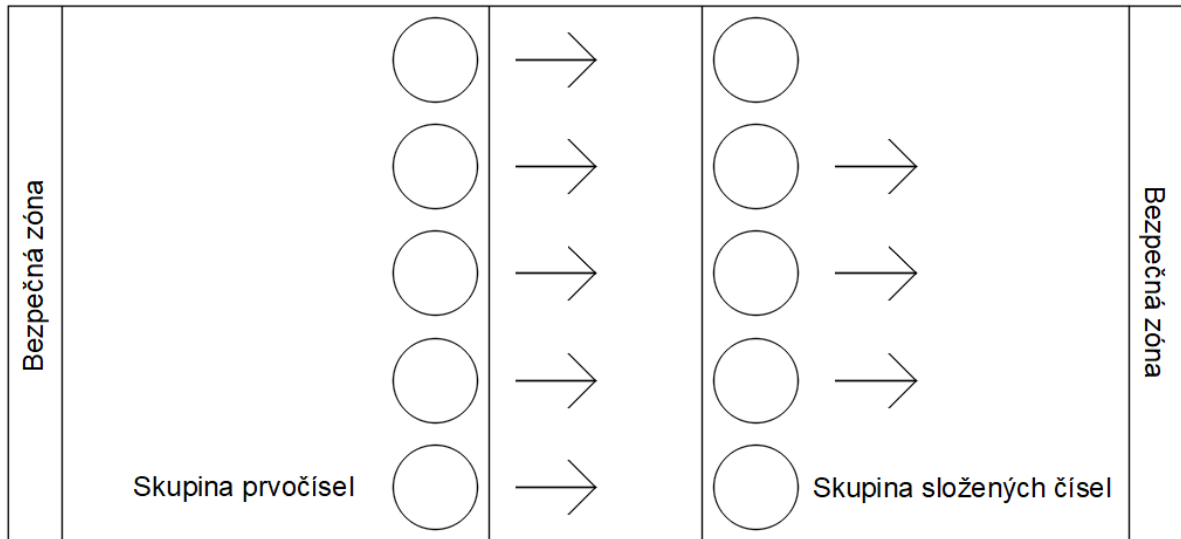 Bezpečná zóna
Skupina prvočísel
Skupina složených čísel
Bezpečná zóna